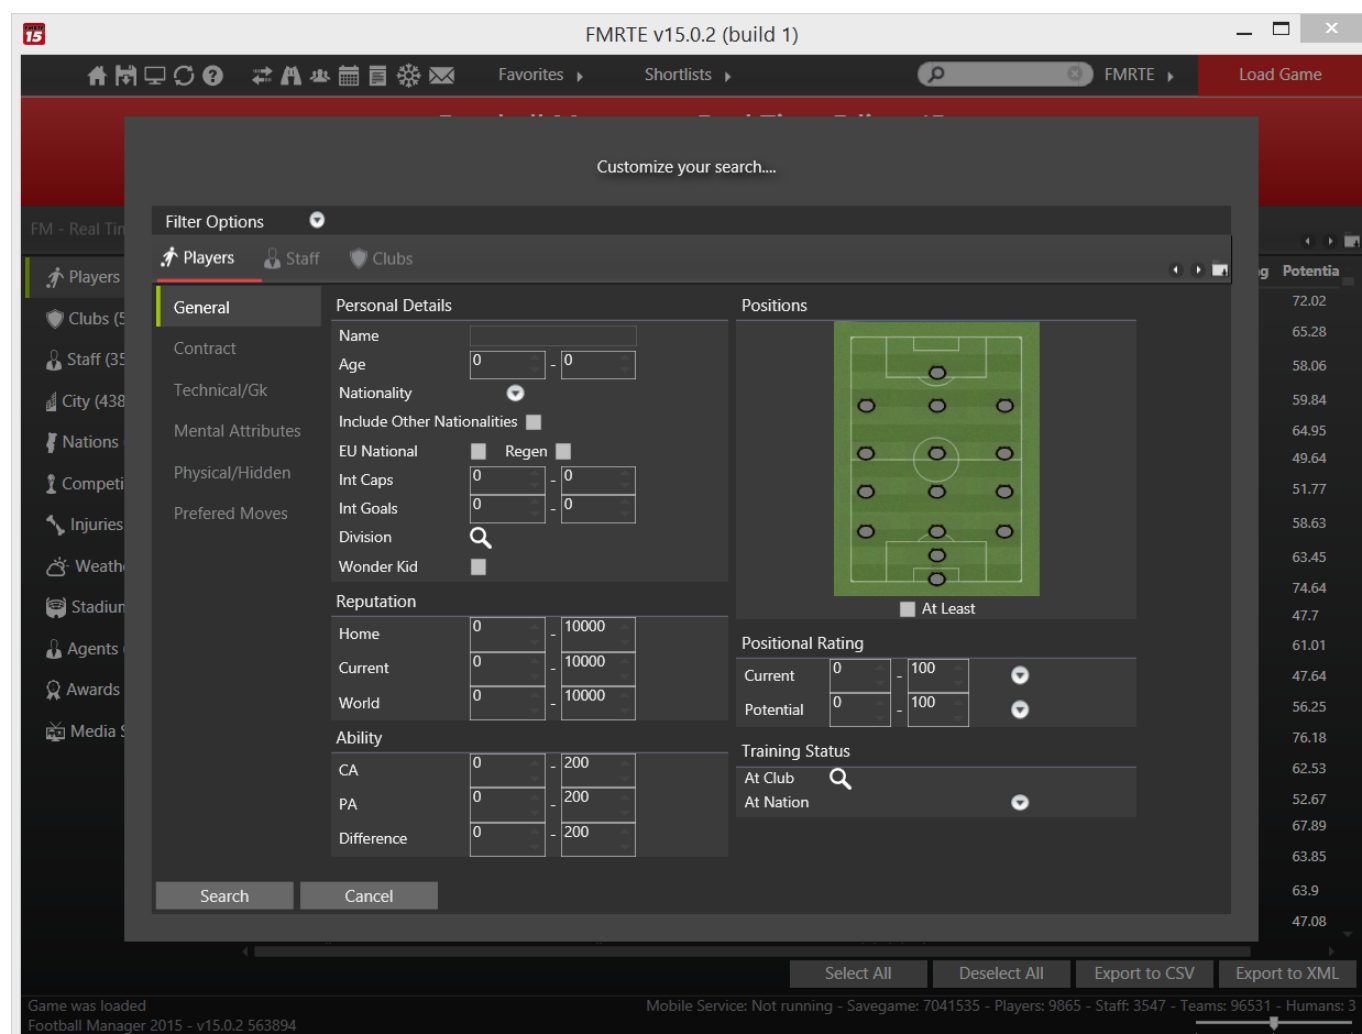 15
FMRTE v15.0.2 (build 1)
Favorites
Shortlists
FMRTE
Load Game
Customize your search....
FM - Real Tim
Filter Options
Players
Staff
Clubs
g Potentia
Players
Clubs (5
Staff (35
City (438
Nations
Competi
Injuries
Weath
Stadium
Agents
Awards
Media S
General
Contract
Technical/Gk
Mental Attributes
Physical/Hidden
Prefered Moves
Personal Details
Name
Age 0 - 0
Nationality
Include Other Nationalities
EU National Regen
Int Caps 0 - 0
Int Goals 0 - 0
Division
Wonder Kid
Reputation
Home 0 - 10000
Current 0 - 10000
World 0 - 10000
Ability
CA 0 - 200
PA 0 - 200
Difference 0 - 200
Positions
At Least
Positional Rating
Current 0 - 100
Potential 0 - 100
Training Status
At Club
At Nation
72.02
65.28
58.06
59.84
64.95
49.64
51.77
58.63
63.45
74.64
47.7
61.01
47.64
56.25
76.18
62.53
52.67
67.89
63.85
63.9
47.08
Search
Cancel
Select All
Deselect All
Export to CSV
Export to XML
Game was loaded
Mobile Service: Not running - Savegame: 7041535 - Players: 9865 - Staff: 3547 - Teams: 96531 - Humans: 3
Football Manager 2015 - v15.0.2 563894